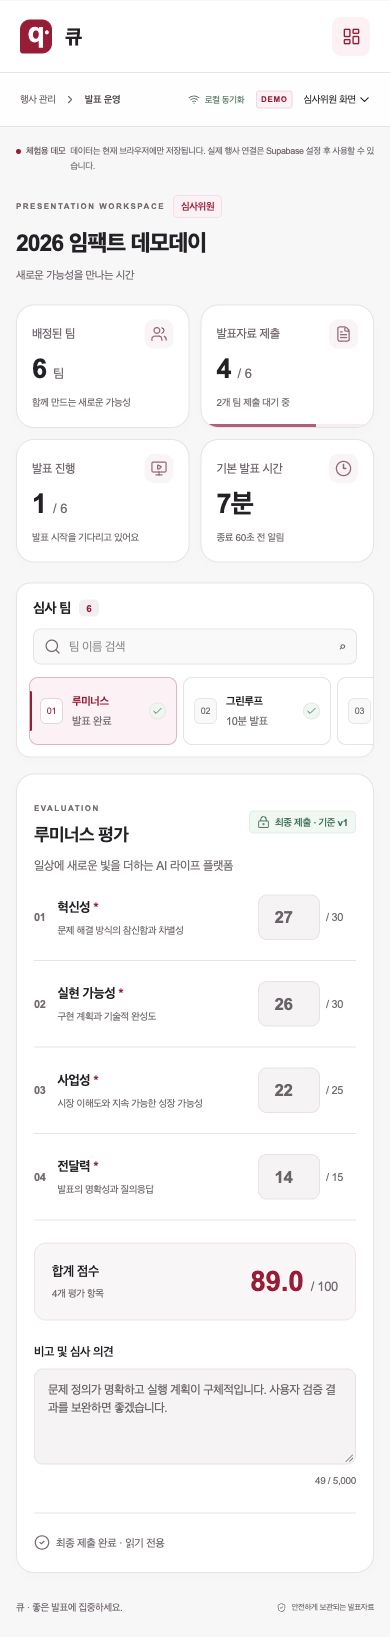 q 큐
행사 관리 > 발표 운영 로컬 동기화 DEMO 심사위원 화면
체험용 데모 데이터는 현재 브라우저에만 저장됩니다. 실제 행사 연결은 Supabase 설정 후 사용할 수 있
습니다.
PRESENTATION WORKSPACE 심사위원
2026 임팩트 데모데이
새로운 가능성을 만나는 시간
배정된 팀
6 팀
함께 만드는 새로운 가능성
발표자료 제출
4 / 6
2개 팀 제출 대기 중
발표 진행
1 / 6
발표 시작을 기다리고 있어요
기본 발표 시간
7분
종료 60초 전 알림
심사 팀 6
팀 이름 검색
01 루미너스
발표 완료
02 그린루프
10분 발표
03
EVALUATION
루미너스 평가
최종 제출 · 기준 v1
일상에 새로운 빛을 더하는 AI 라이프 플랫폼
01 혁신성 * 27 / 30
문제 해결 방식의 참신함과 차별성
02 실현 가능성 * 26 / 30
구현 계획과 기술적 완성도
03 사업성 * 22 / 25
시장 이해도와 지속 가능한 성장 가능성
04 전달력 * 14 / 15
발표의 명확성과 질의응답
합계 점수 89.0 / 100
4개 평가 항목
비고 및 심사 의견
문제 정의가 명확하고 실행 계획이 구체적입니다. 사용자 검증 결
과를 보완하면 좋겠습니다.
49 / 5,000
최종 제출 완료 · 읽기 전용
큐 · 좋은 발표에 집중하세요. 안전하게 보관되는 발표자료